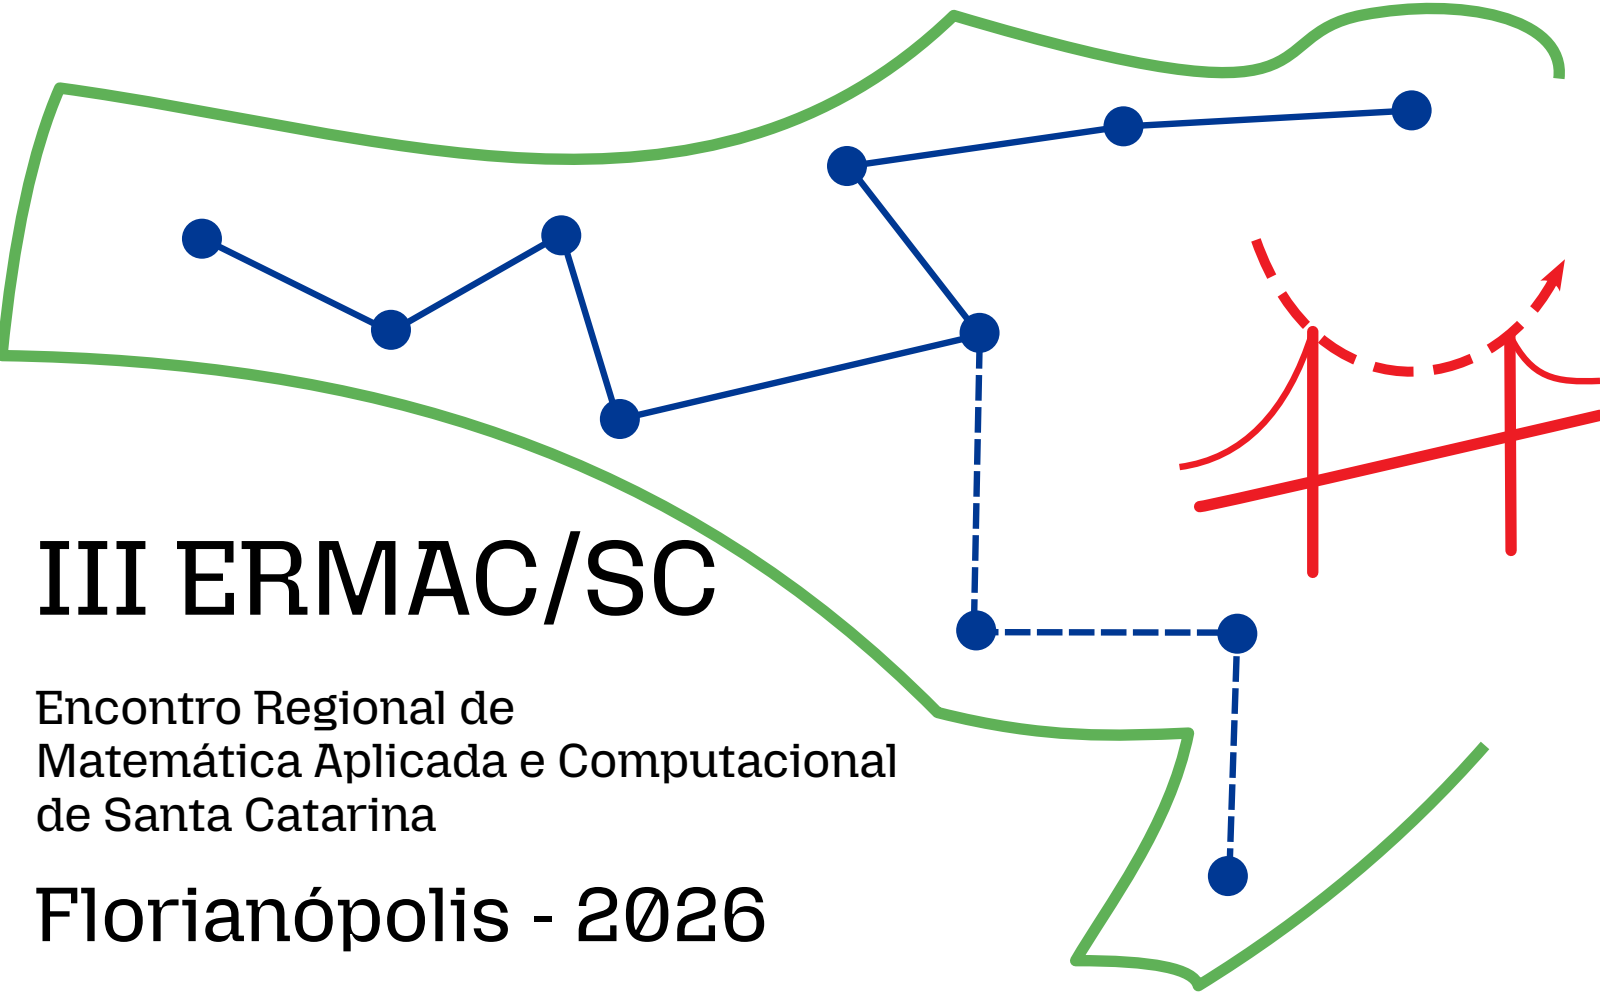 III ERMAC/SC
Encontro Regional de
Matemática Aplicada e Computacional
de Santa Catarina
Florianópolis - 2026